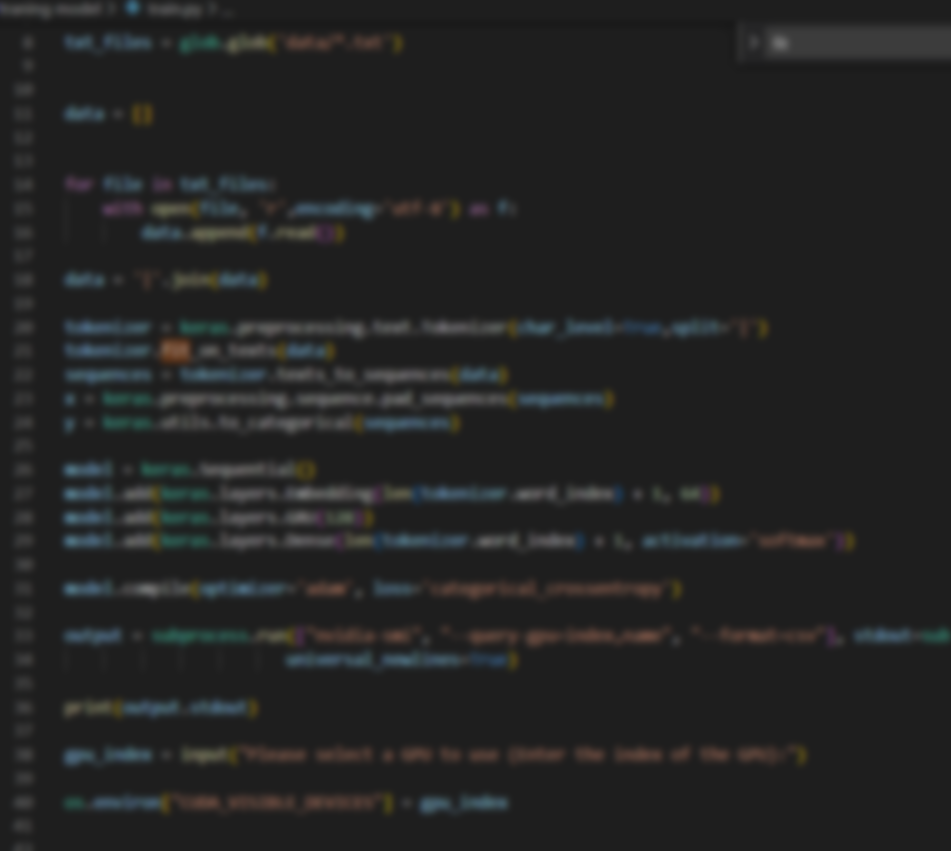 training model > train.py > ...
8 txt_files = glob.glob('data/*.txt')
9
10
11 data = []
12
13
14 for file in txt_files:
15 with open(file, 'r',encoding='utf-8') as f:
16 data.append(f.read())
17
18 data = .join(data)
19
20 tokenizer = keras.preprocessing.text.Tokenizer(char_level=True,split=
21 tokenizer.fit_on_texts(data)
22 sequences = tokenizer.texts_to_sequences(data)
23 x = keras.preprocessing.sequence.pad_sequences(sequences)
24 y = keras.utils.to_categorical(sequences)
25
26 model = keras.Sequential()
27 model.add(keras.layers.Embedding(len(tokenizer.word_index) + 1, 64))
28 model.add(keras.layers.GRU(128))
29 model.add(keras.layers.Dense(len(tokenizer.word_index) + 1, activation='softmax'))
30
31 model.compile(optimizer='adam', loss='categorical_crossentropy')
32
33 output = subprocess.run(["nvidia-smi", "--query-gpu=index,name", "--format=csv"], stdout=sub
34 universal_newlines=True)
35
36 print(output.stdout)
37
38 gpu_index = input("Please select a GPU to use (Enter the index of the GPU):")
39
40 os.environ["CUDA_VISIBLE_DEVICES"] = gpu_index
41
42